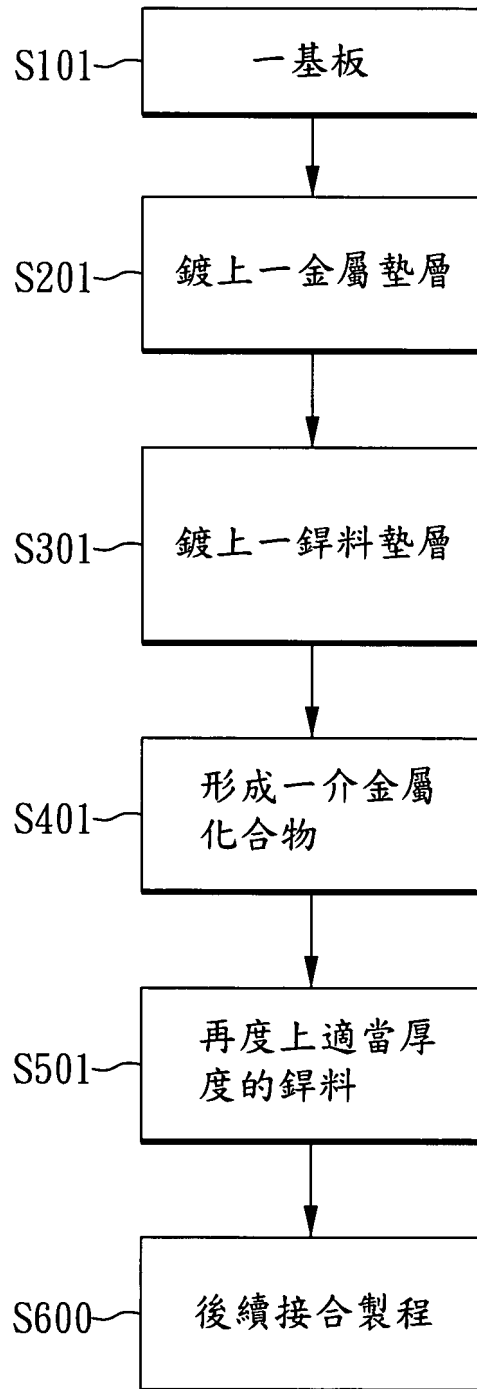 S101 一基板
S201 鍍上一金屬墊層
S301 鍍上一銲料墊層
S401 形成一介金屬
化合物
S501 再度上適當厚
度的銲料
S600 後續接合製程